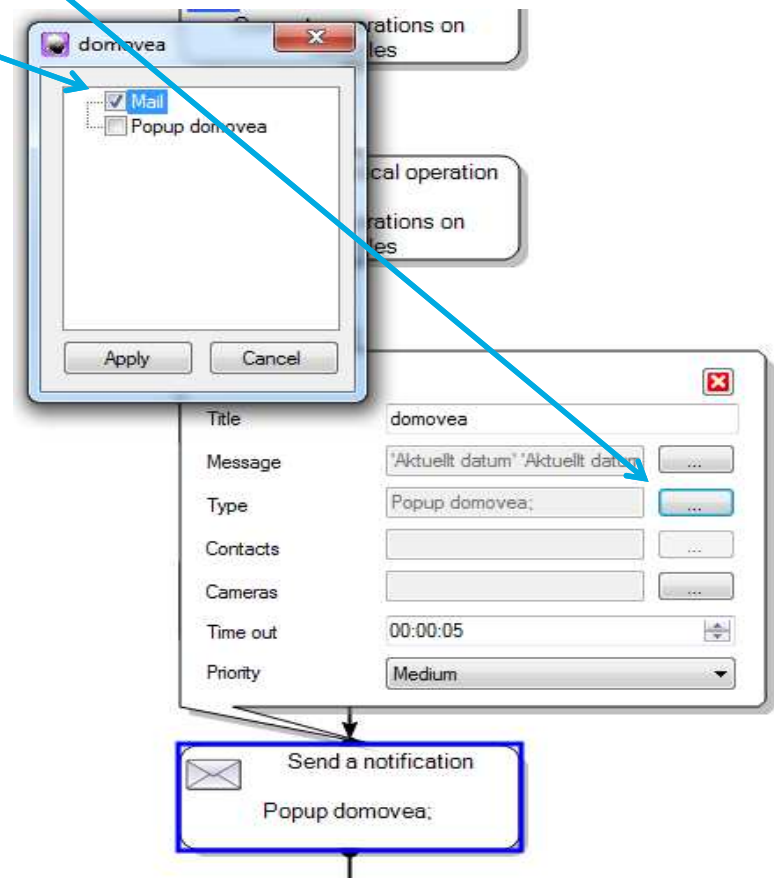 rations on
les
domovea
Mail
Popup domovea
Apply
Cancel
cal operation
rations on
les
Title
domovea
Message
'Aktuellt datum' 'Aktuellt datum
...
Type
Popup domovea;
...
Contacts
...
Cameras
...
Time out
00:00:05
Priority
Medium
Send a notification
Popup domovea;